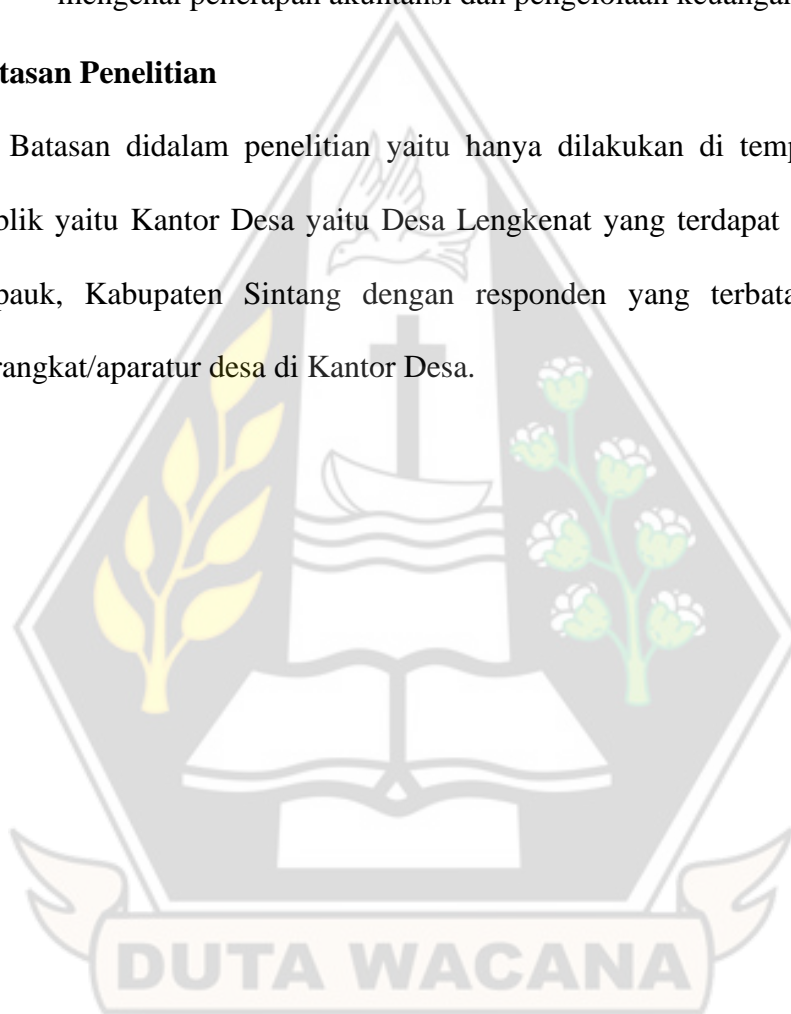 mengenai penerapan akuntansi dan pengelolaan keuangan
tasan Penelitian
Batasan didalam penelitian yaitu hanya dilakukan di temp
blik yaitu Kantor Desa yaitu Desa Lengkenat yang terdapat
pauk, Kabupaten Sintang dengan responden yang terbata
rangkat/aparatur desa di Kantor Desa.
DUTA WACANA